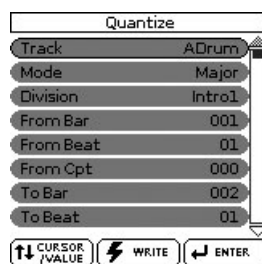 Quantize
Track ADrum
Mode Major
Division Intro1
From Bar 001
From Beat 01
From Cpt 000
To Bar 002
To Beat 01
CURSOR /VALUE WRITE ENTER